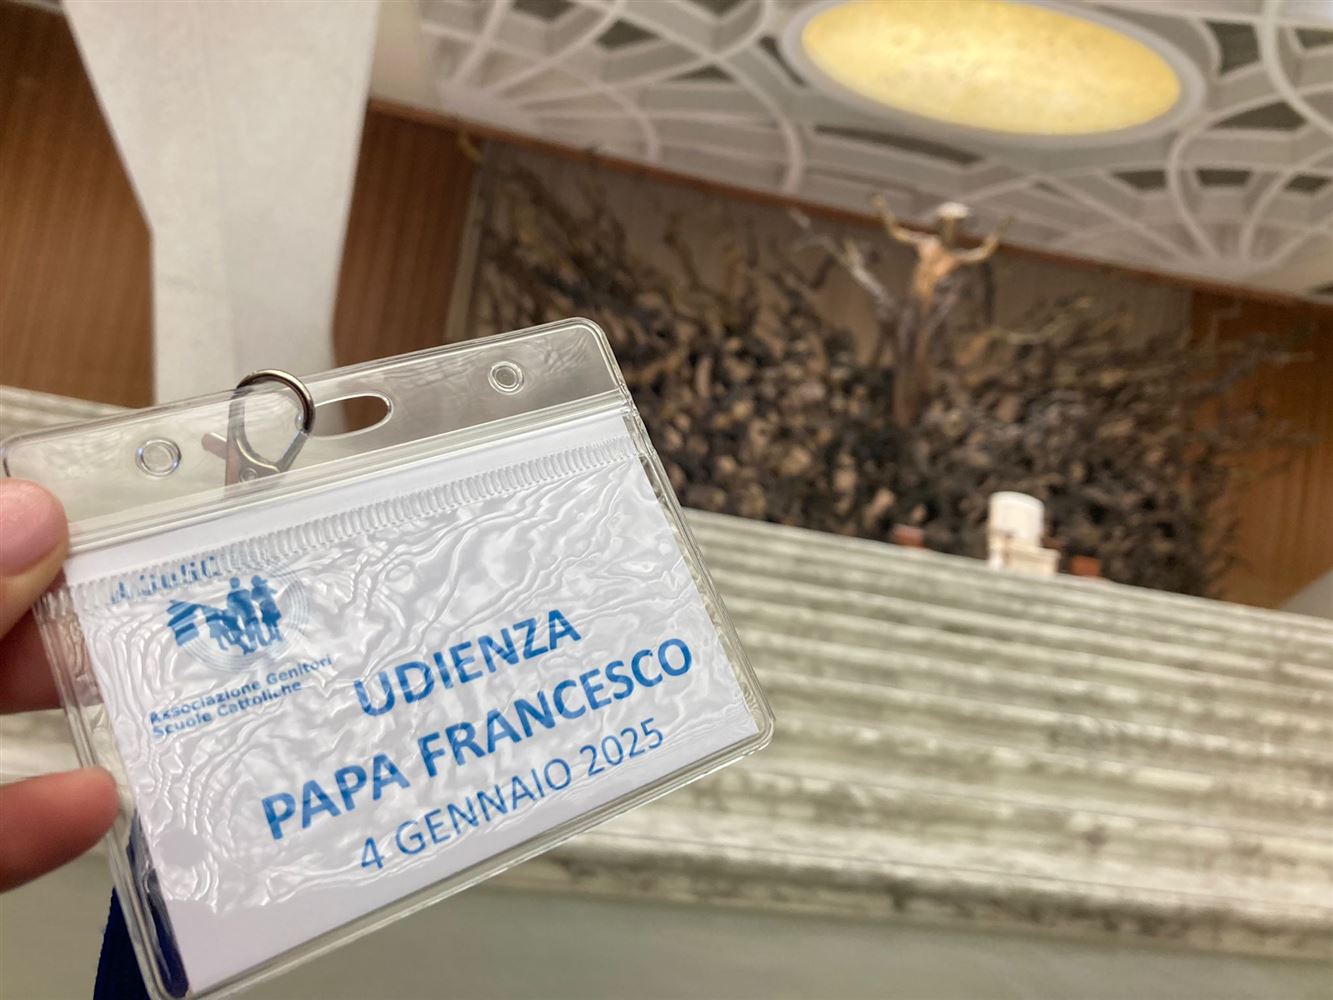 Associazione Genitori
Scuole Cattoliche
UDIENZA
PAPA FRANCESCO
4 GENNAIO 2025